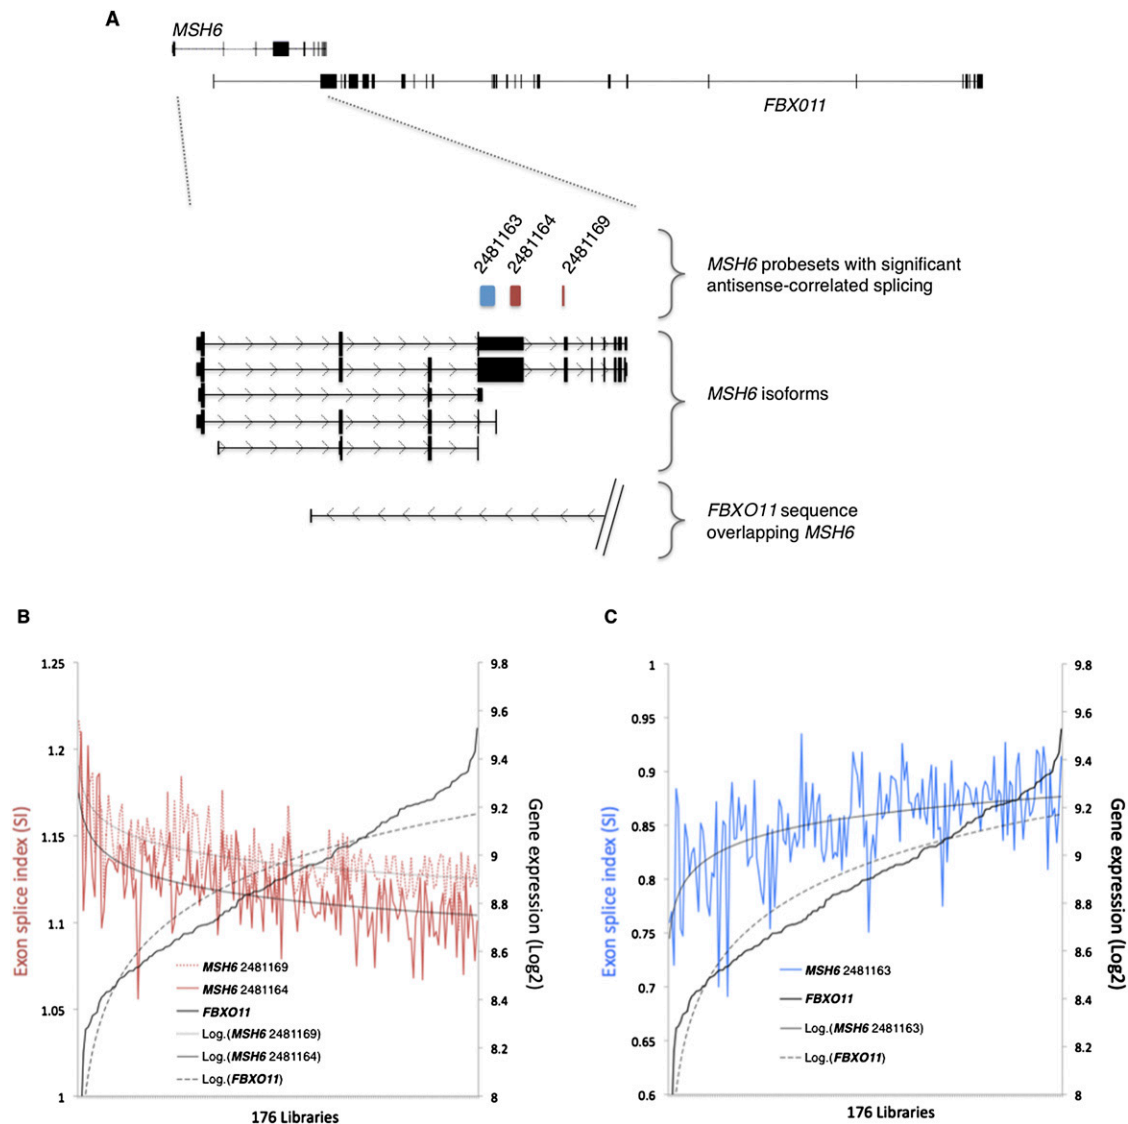 A
MSH6
FBX011
2481163
2481164
2481169
MSH6 probesets with significant
antisense-correlated splicing
MSH6 isoforms
FBXO11 sequence
overlapping MSH6
B
1.25
1.2
1.15
1.1
1.05
1
Exon splice index (SI)
9.8
9.6
9.4
9.2
9
8.8
8.6
8.4
8.2
8
Gene expression (Log2)
MSH6 2481169
MSH6 2481164
FBXO11
Log.(MSH6 2481169)
Log.(MSH6 2481164)
Log.(FBXO11)
176 Libraries
C
1
0.95
0.9
0.85
0.8
0.75
0.7
0.65
0.6
Exon splice index (SI)
9.8
9.6
9.4
9.2
9
8.8
8.6
8.4
8.2
8
Gene expression (Log2)
MSH6 2481163
FBXO11
Log.(MSH6 2481163)
Log.(FBXO11)
176 Libraries